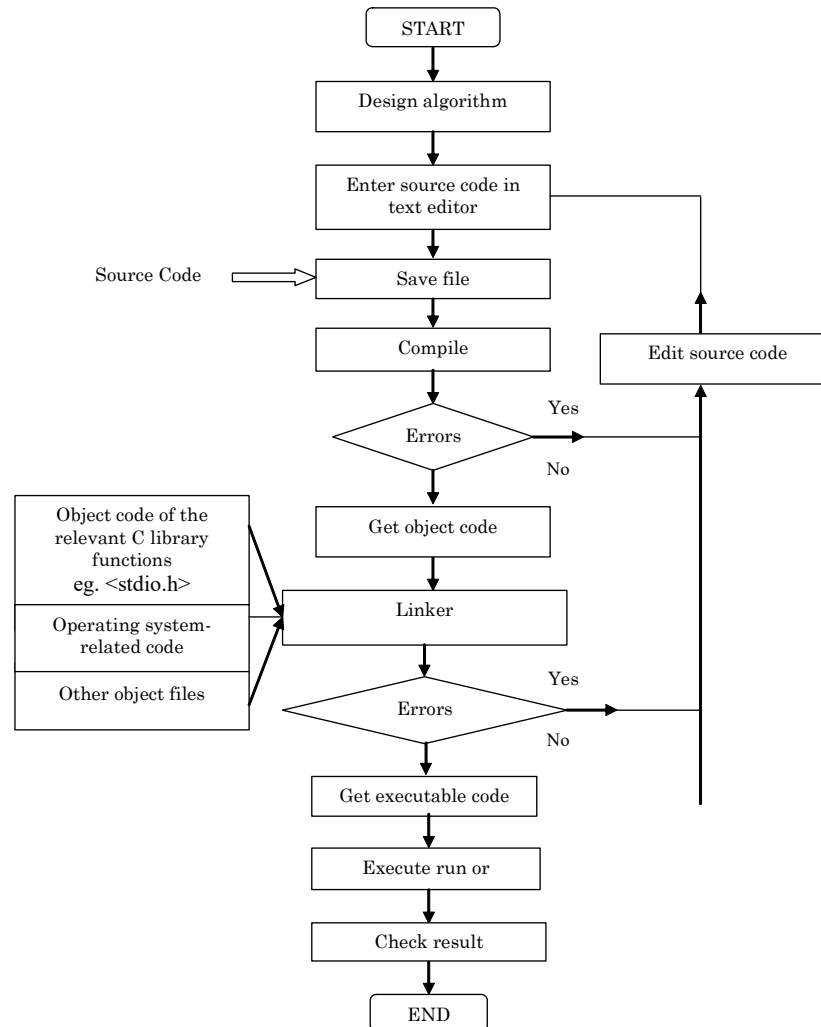 START
Design algorithm
Enter source code in
text editor
Source Code
Save file
Compile
Edit source code
Errors
Yes
No
Get object code
Object code of the
relevant C library
functions
eg. <stdio.h>
Operating system-
related code
Other object files
Linker
Errors
Yes
No
Get executable code
Execute run or
Check result
END